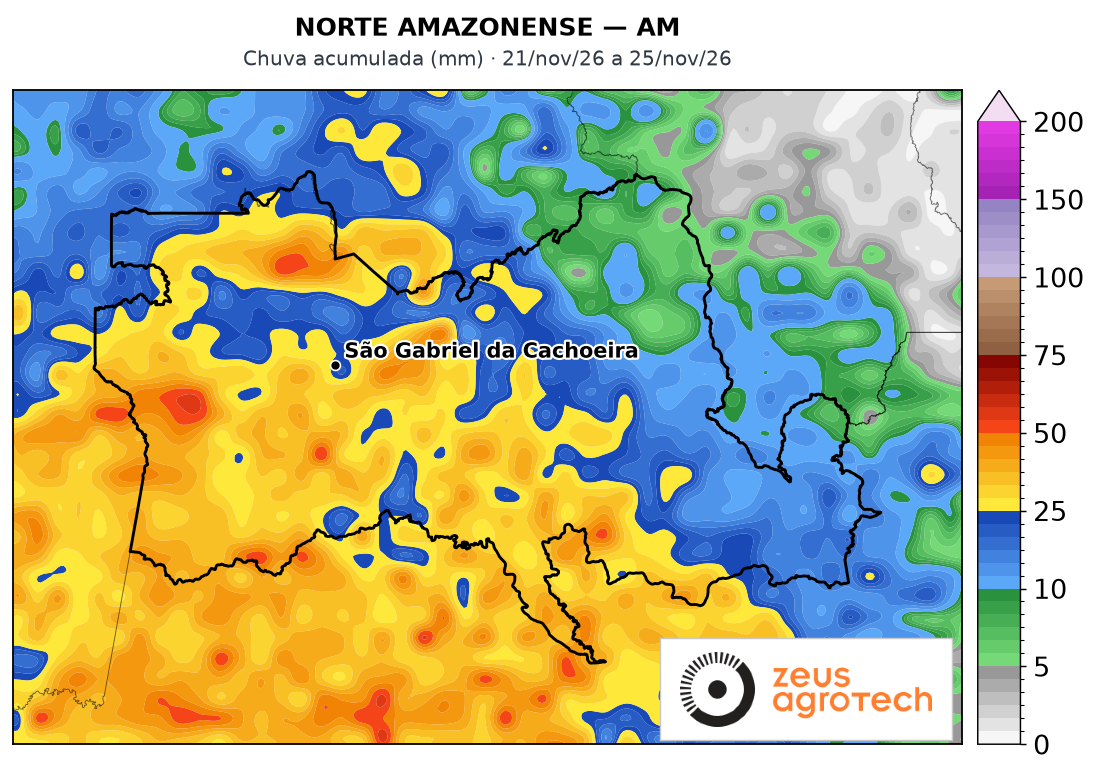 NORTE AMAZONENSE — AM
Chuva acumulada (mm) · 21/nov/26 a 25/nov/26
São Gabriel da Cachoeira
200
150
100
75
50
25
10
5
0
zeus
agrotech